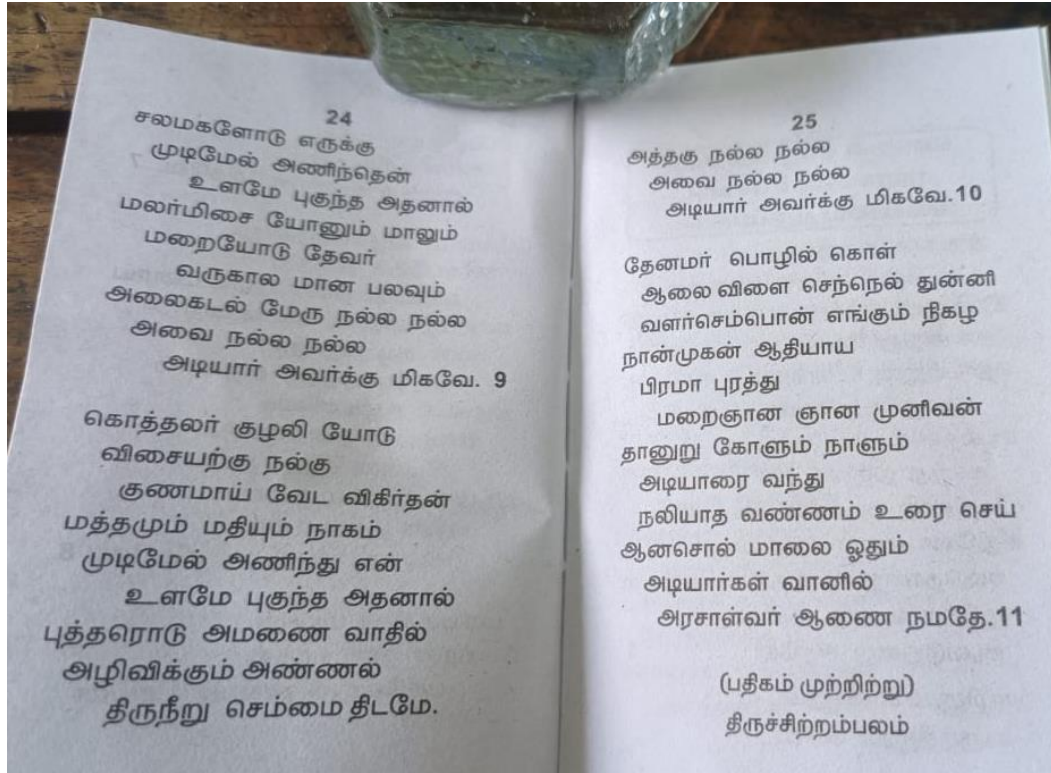 24
சலமகளோடு எருக்கு
முடிமேல் அணிந்தென்
உளமே புகுந்த அதனால்
மலர்மிசை யோனும் மாலும்
மறையோடு தேவர்
வருகால மான பலவும்
அலைகடல் மேரு நல்ல நல்ல
அவை நல்ல நல்ல
அடியார் அவர்க்கு மிகவே. 9
கொத்தலர் குழலி யோடு
விசையற்கு நல்கு
குணமாய் வேட விகிர்தன்
மத்தமும் மதியும் நாகம்
முடிமேல் அணிந்து என்
உளமே புகுந்த அதனால்
புத்தரொடு அமணை வாதில்
அழிவிக்கும் அண்ணல்
திருநீறு செம்மை திடமே.
25
அத்தகு நல்ல நல்ல
அவை நல்ல நல்ல
அடியார் அவர்க்கு மிகவே.10
தேனமர் பொழில் கொள்
ஆலை விளை செந்நெல் துன்னி
வளர்செம்பொன் எங்கும் நிகழ
நான்முகன் ஆதியாய
பிரமா புரத்து
மறைஞான ஞான முனிவன்
தானுறு கோளும் நாளும்
அடியாரை வந்து
நலியாத வண்ணம் உரை செய்
ஆனசொல் மாலை ஓதும்
அடியார்கள் வானில்
அரசாள்வர் ஆணை நமதே.11
(பதிகம் முற்றிற்று)
திருச்சிற்றம்பலம்